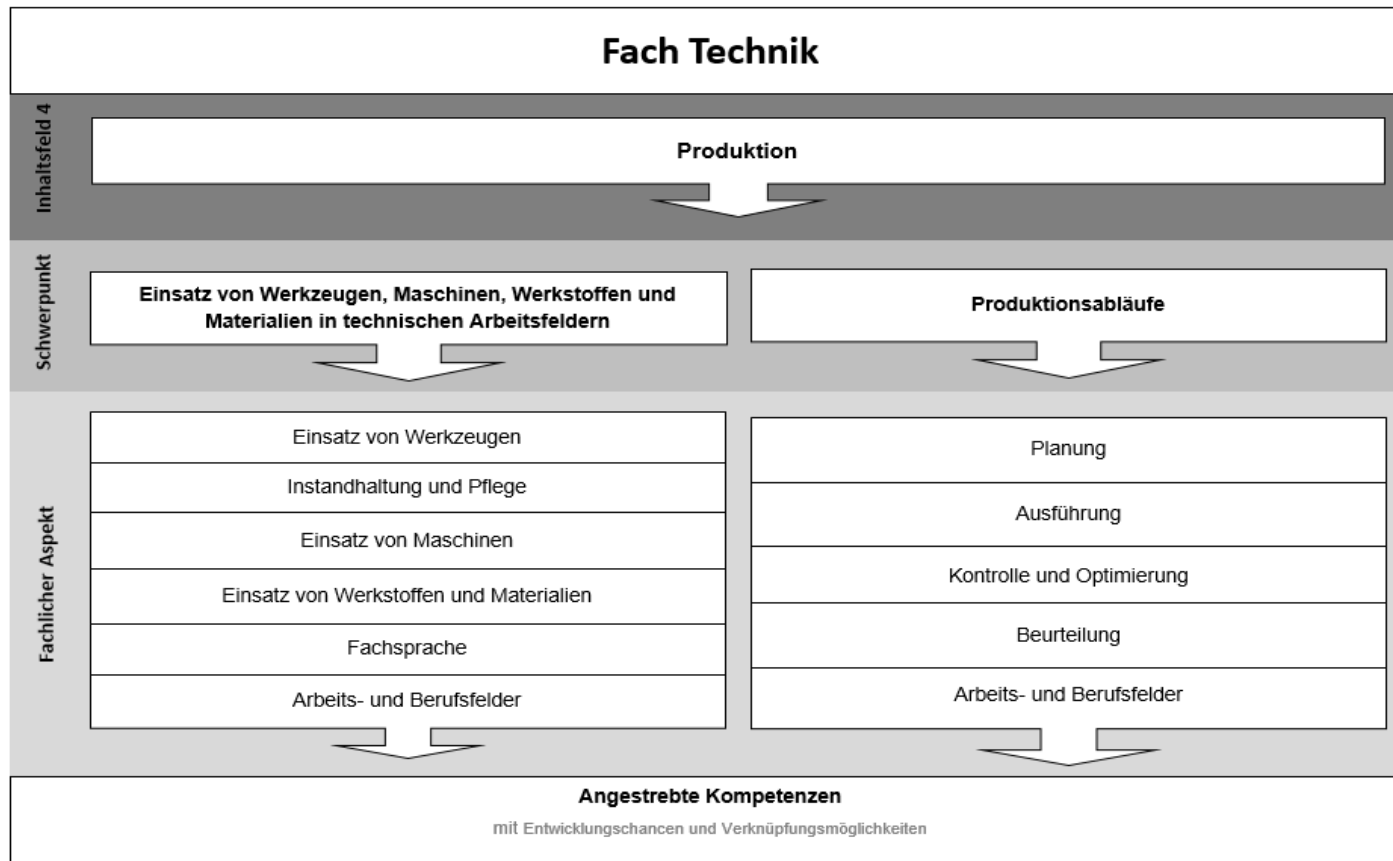 Fach Technik
Inhaltsfeld 4
Produktion
Schwerpunkt
Einsatz von Werkzeugen, Maschinen, Werkstoffen und
Materialien in technischen Arbeitsfeldern
Produktionsabläufe
Fachlicher Aspekt
Einsatz von Werkzeugen
Instandhaltung und Pflege
Einsatz von Maschinen
Einsatz von Werkstoffen und Materialien
Fachsprache
Arbeits- und Berufsfelder
Planung
Ausführung
Kontrolle und Optimierung
Beurteilung
Arbeits- und Berufsfelder
Angestrebte Kompetenzen
mit Entwicklungschancen und Verknüpfungsmöglichkeiten